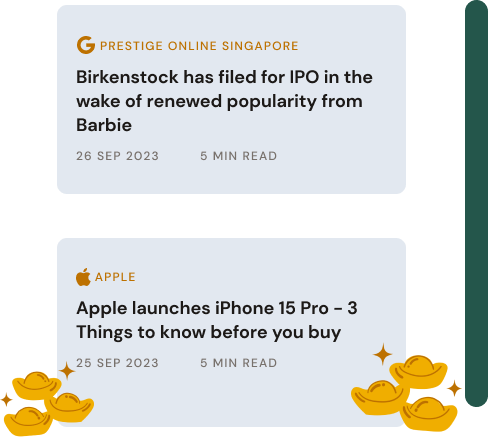 PRESTIGE ONLINE SINGAPORE
Birkenstock has filed for IPO in the
wake of renewed popularity from
Barbie
26 SEP 2023 5 MIN READ
APPLE
Apple launches iPhone 15 Pro - 3
Things to know before you buy
25 SEP 2023 5 MIN READ